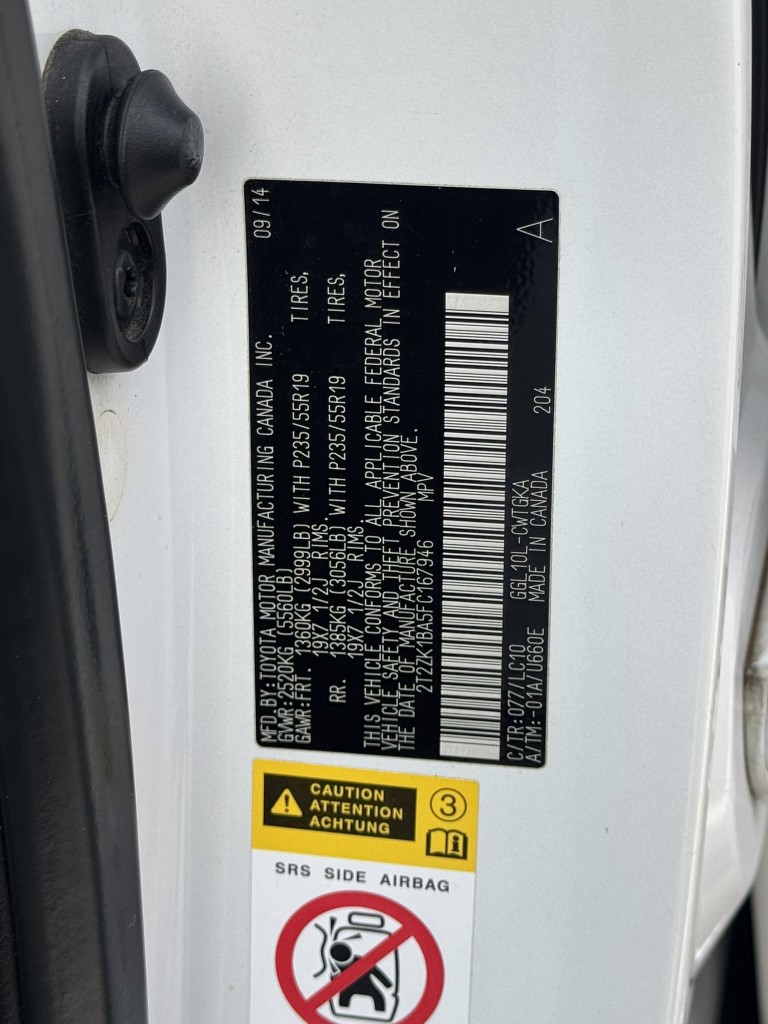 MFD.BY:TOYOTA MOTOR MANUFACTURING CANADA INC. 09/14
GVWR:2520KG (5560LB)
GAWR:FRT. 1360KG (2999LB) WITH P235/55R19 TIRES,
19X7 1/2J RIMS.
RR. 1385KG (3056LB) WITH P235/55R19 TIRES,
19X7 1/2J RIMS.
THIS VEHICLE CONFORMS TO ALL APPLICABLE FEDERAL MOTOR
VEHICLE SAFETY AND THEFT PREVENTION STANDARDS IN EFFECT ON
THE DATE OF MANUFACTURE SHOWN ABOVE.
2T2ZK1BA5FC167946 MPV
C/TR:077/LC10 GGL10L-CWTGKA 204 A
A/TM:-01A/U660E MADE IN CANADA
CAUTION
ATTENTION
ACHTUNG
3
SRS SIDE AIRBAG